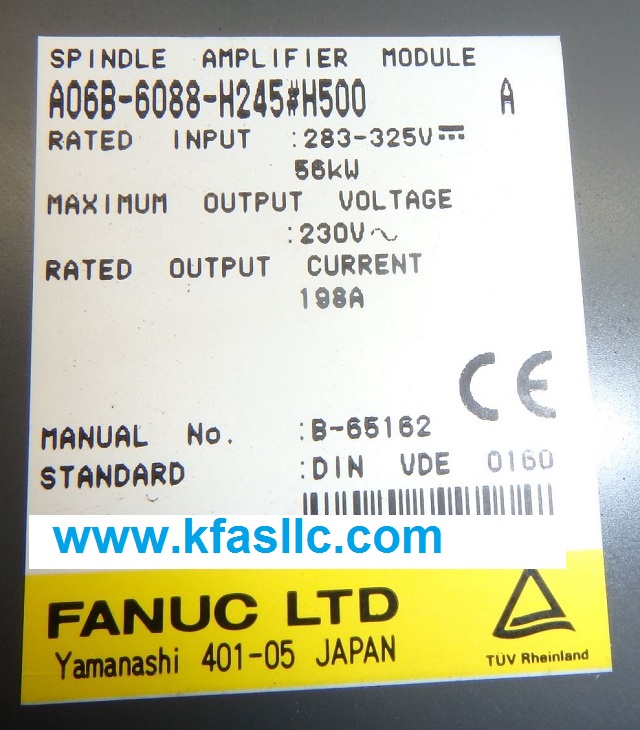 SPINDLE AMPLIFIER MODULE
A06B-6088-H245#H500 A
RATED INPUT :283-325V⎓
56kW
MAXIMUM OUTPUT VOLTAGE
:230V~
RATED OUTPUT CURRENT
198A
CE
MANUAL No. :B-65162
STANDARD :DIN VDE 0160
www.kfasllc.com
FANUC LTD
Yamanashi 401-05 JAPAN
TÜV Rheinland